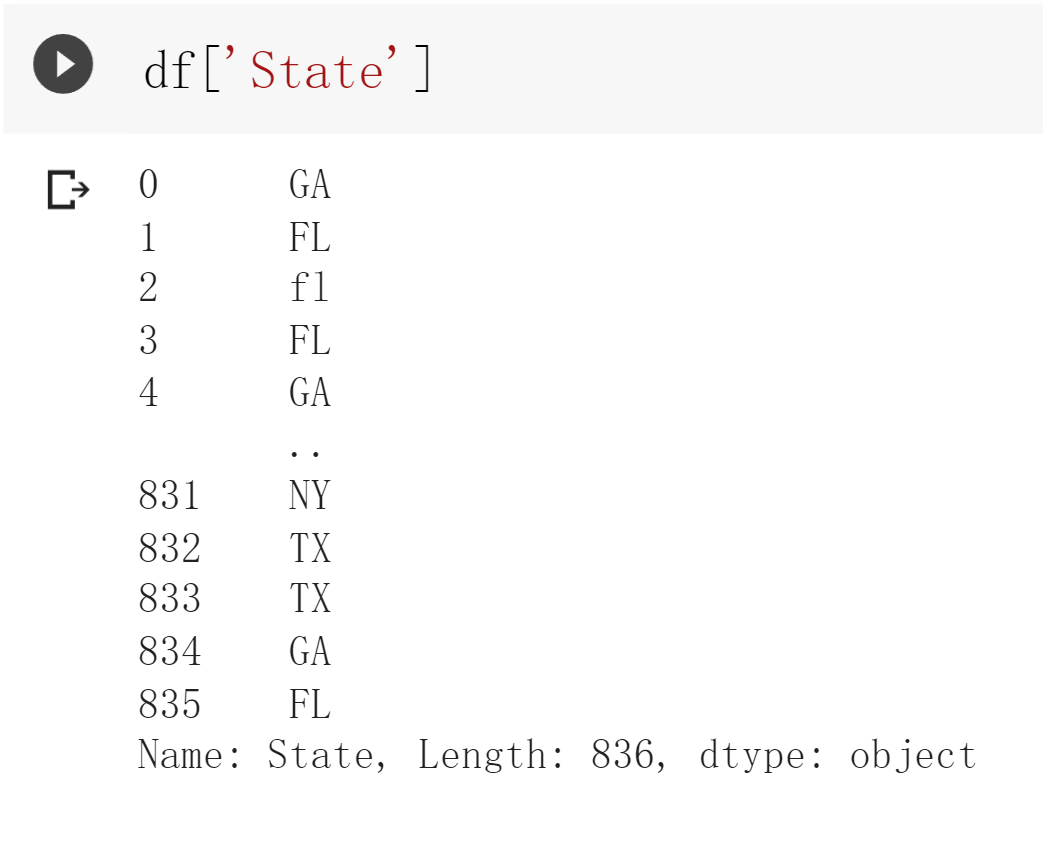 df['State']
0 GA
1 FL
2 fl
3 FL
4 GA
..
831 NY
832 TX
833 TX
834 GA
835 FL
Name: State, Length: 836, dtype: object